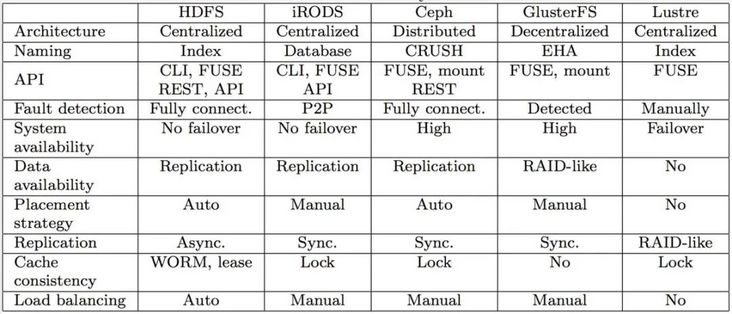 HDFS iRODS Ceph GlusterFS Lustre
Architecture Centralized Centralized Distributed Decentralized Centralized
Naming Index Database CRUSH EHA Index
API CLI, FUSE REST, API CLI, FUSE API FUSE, mount REST FUSE, mount FUSE
Fault detection Fully connect. P2P Fully connect. Detected Manually
System availability No failover No failover High High Failover
Data availability Replication Replication Replication RAID-like No
Placement strategy Auto Manual Auto Manual No
Replication Async. Sync. Sync. Sync. RAID-like
Cache consistency WORM, lease Lock Lock No Lock
Load balancing Auto Manual Manual Manual No